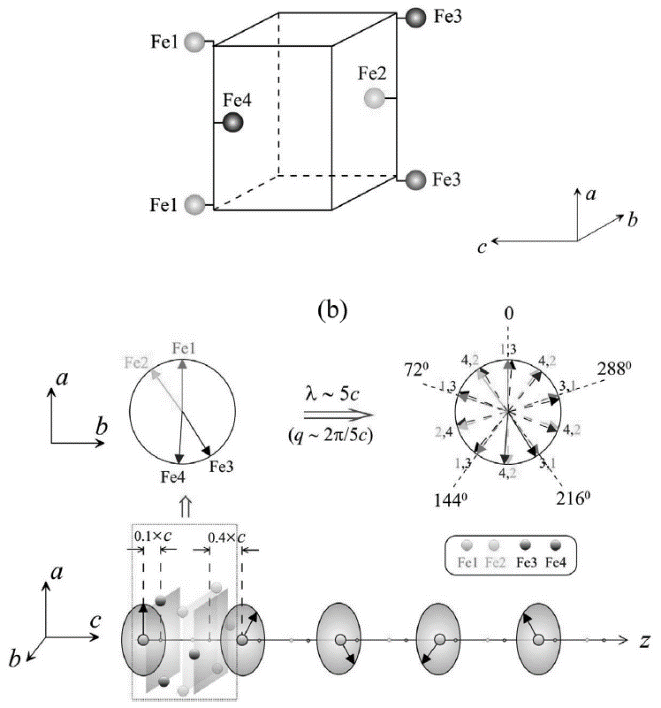 Fe3
Fe1
Fe2
Fe4
Fe3
Fe1
a
b
c
(b)
0
Fe1
Fe2
1,3
4,2
4,2
72⁰
288⁰
a
λ ~ 5c
1,3
3,1
b
(q ~ 2π/5c)
2,4
4,2
Fe3
1,3
3,1
Fe4
4,2
144⁰
216⁰
0.1×c
0.4×c
Fe1 Fe2 Fe3 Fe4
a
c
z
b